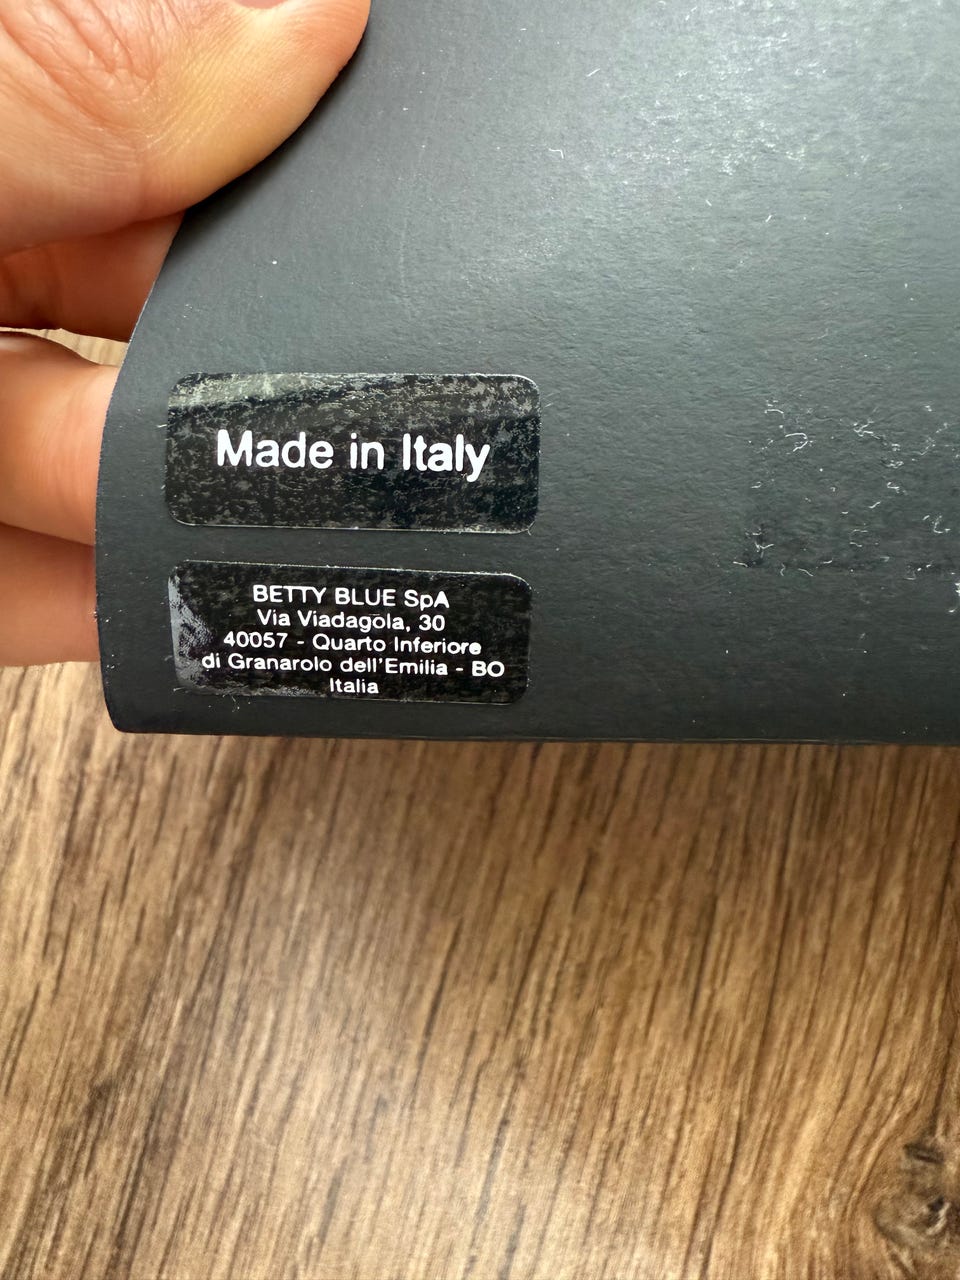 Made in Italy
BETTY BLUE SpA
Via Viadagola, 30
40057 - Quarto Inferiore
di Granarolo dell'Emilia - BO
Italia